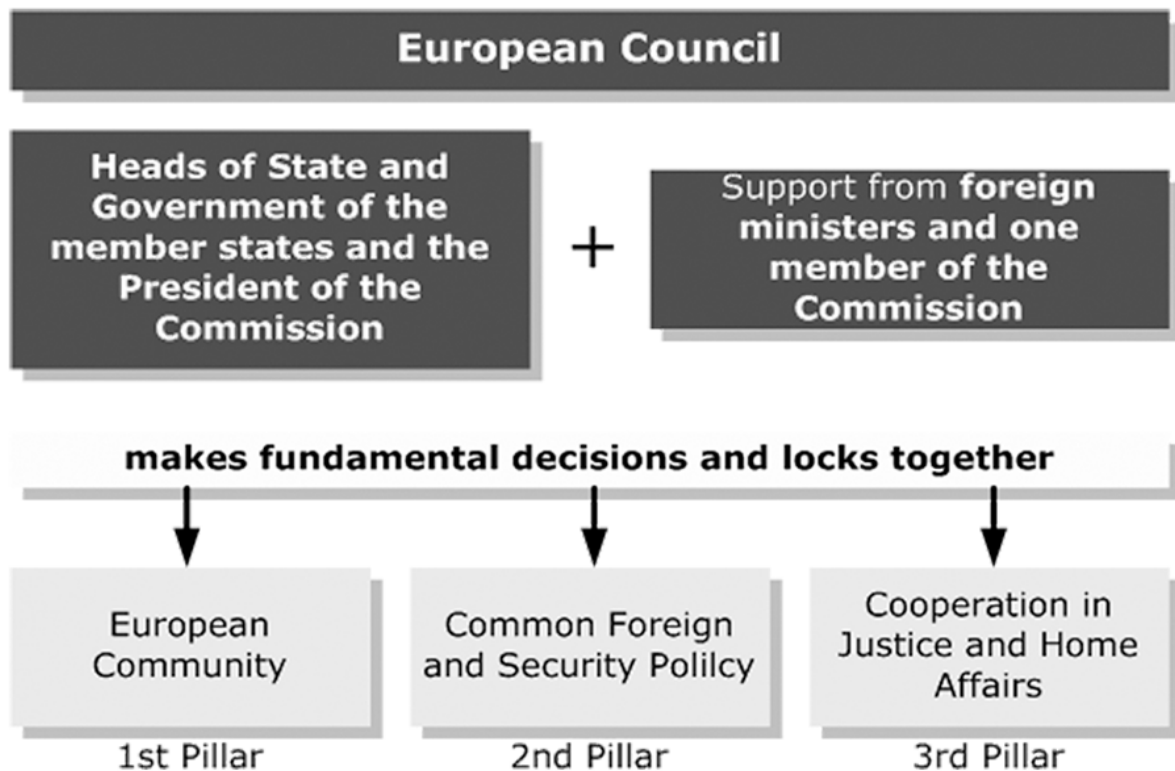 European Council
Heads of State and
Government of the
member states and the
President of the
Commission
+
Support from foreign
ministers and one
member of the
Commission
makes fundamental decisions and locks together
European
Community
1st Pillar
Common Foreign
and Security Polilcy
2nd Pillar
Cooperation in
Justice and Home
Affairs
3rd Pillar